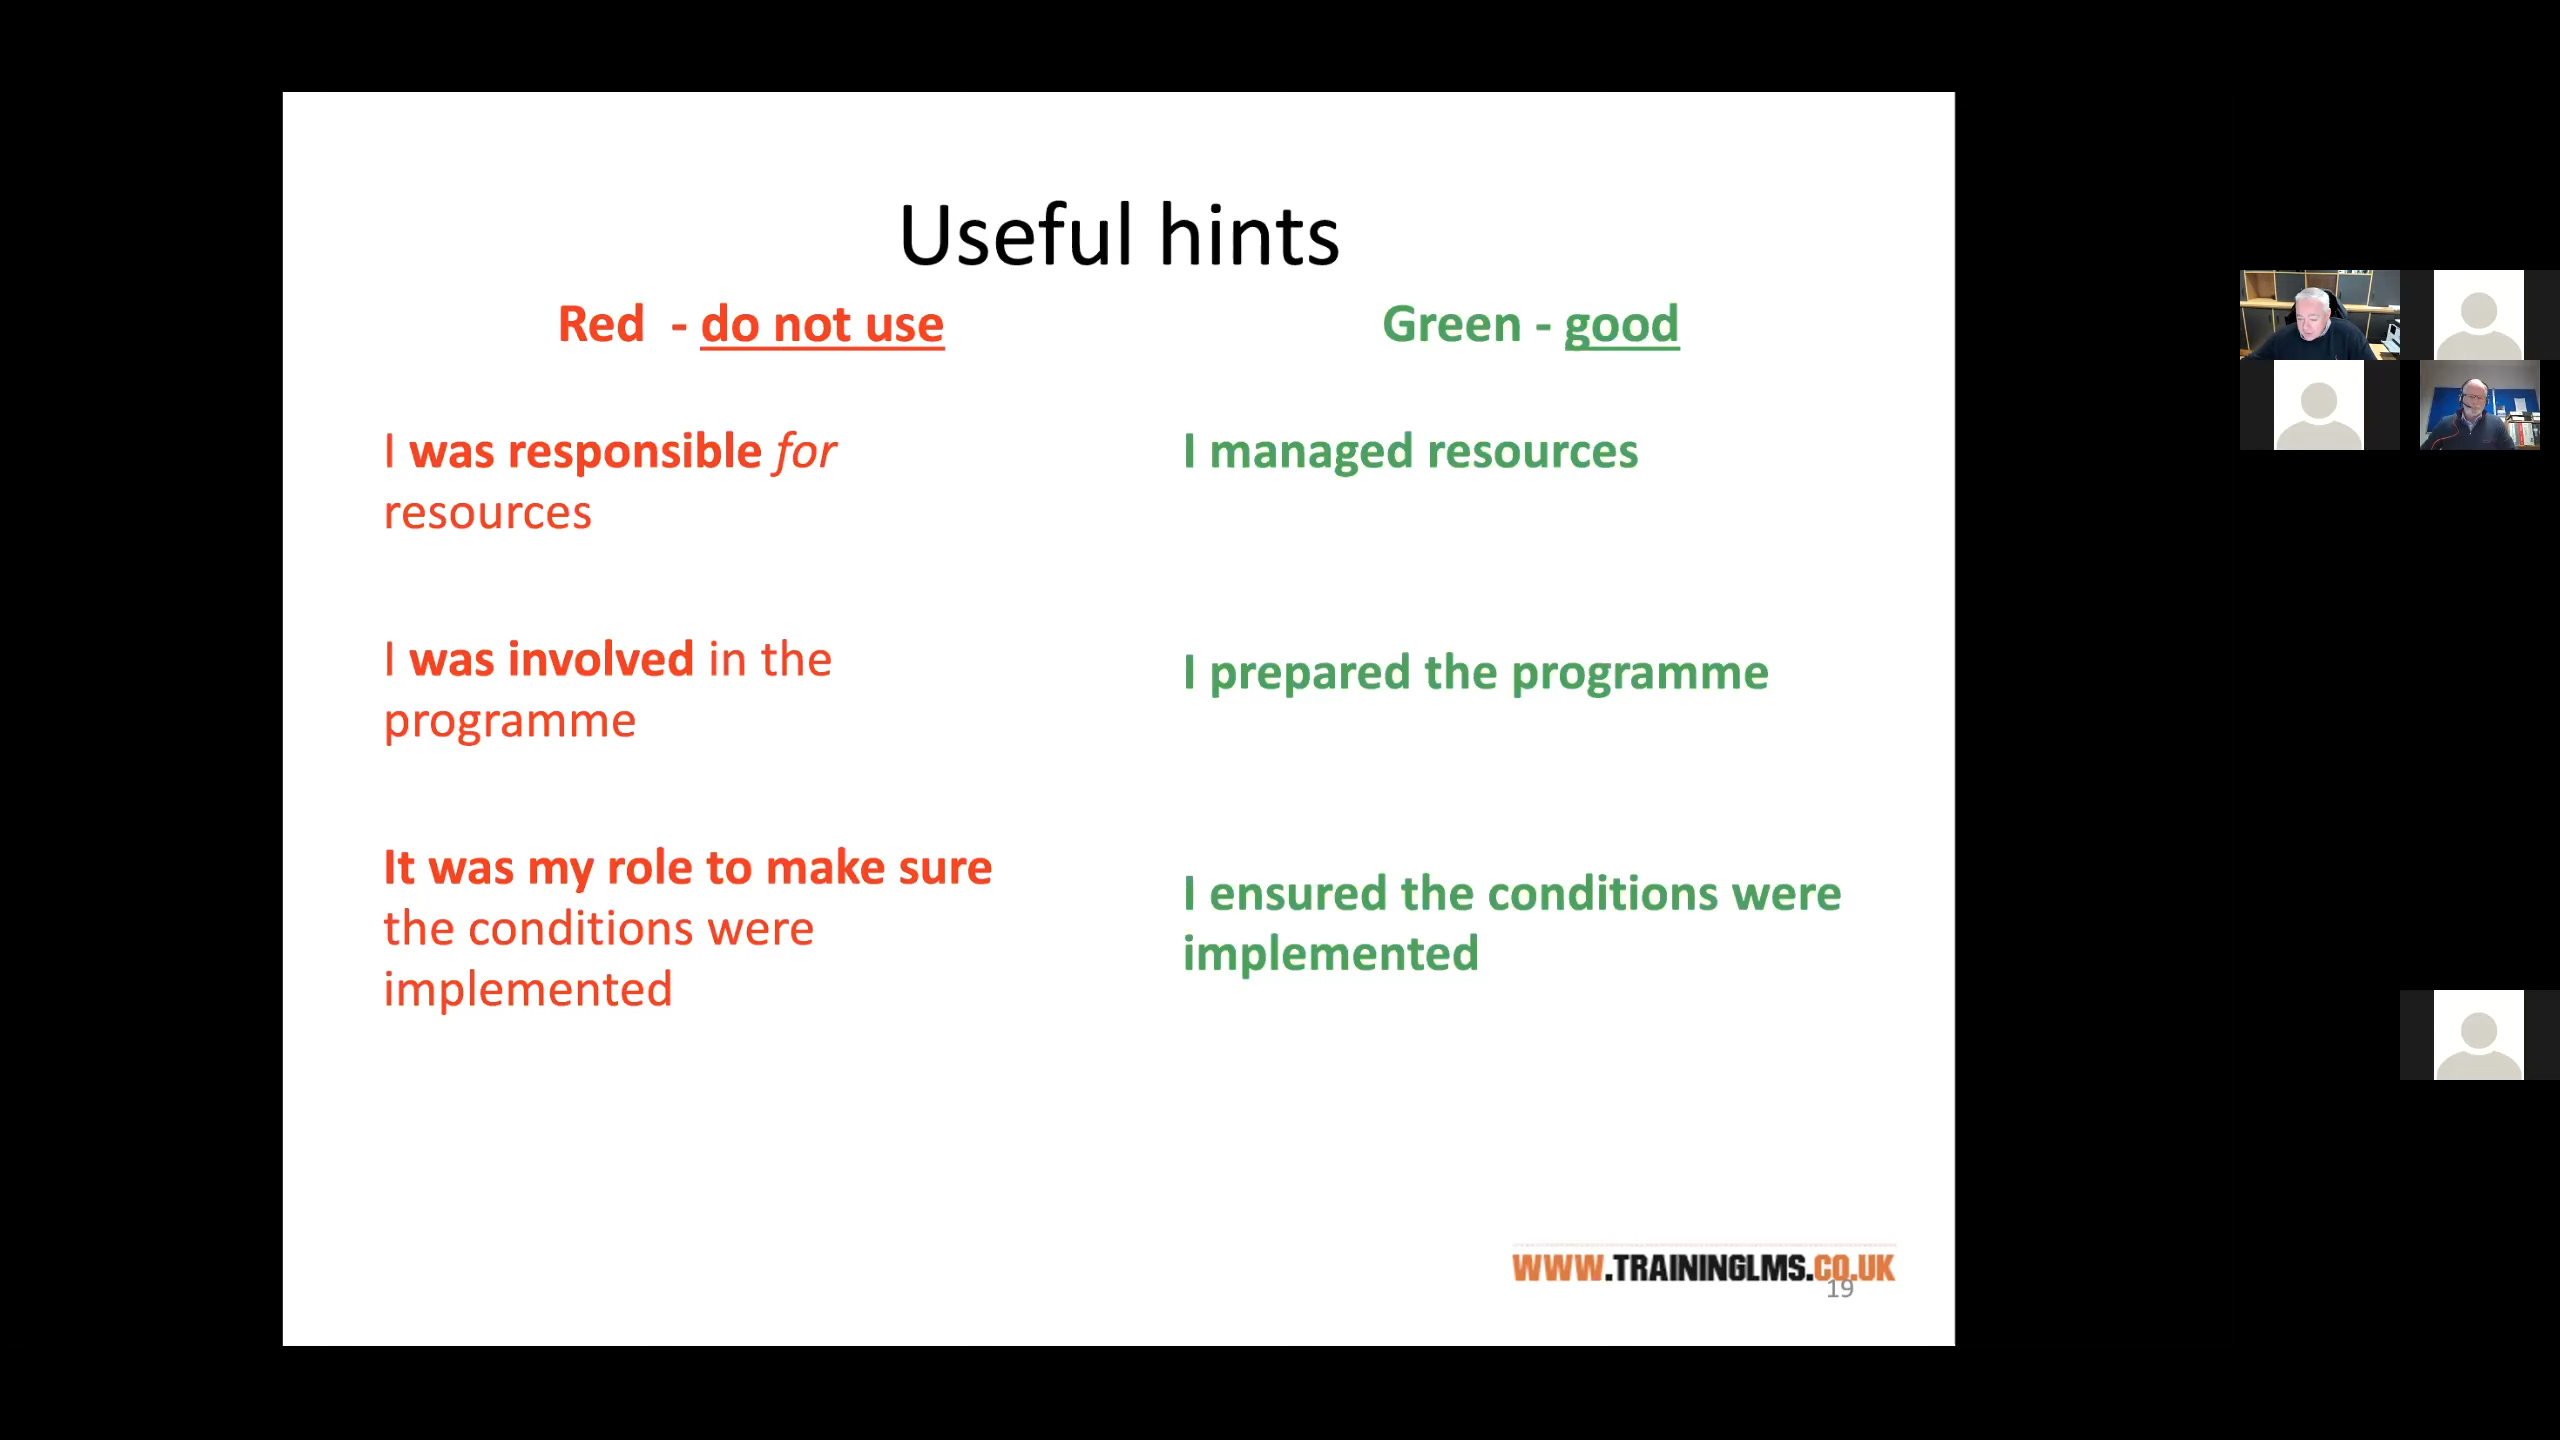 Useful hints
Red - do not use
I was responsible for
resources
I was involved in the
programme
It was my role to make sure
the conditions were
implemented
Green - good
I managed resources
I prepared the programme
I ensured the conditions were
implemented
WWW.TRAININGLMS.CO.UK
19